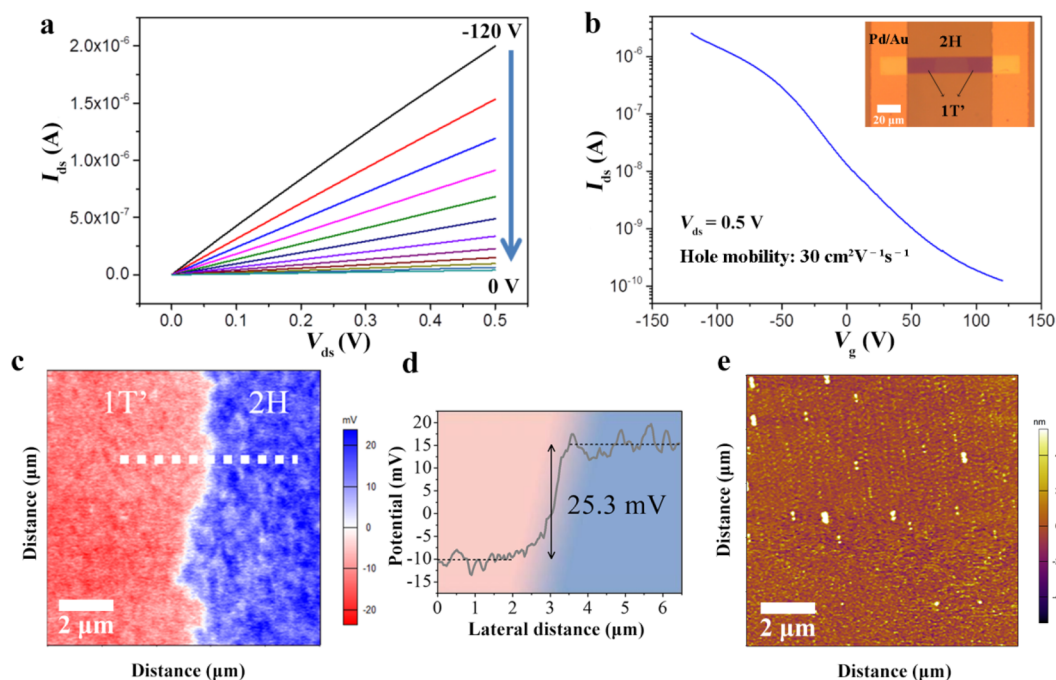 a
-120 V
2.0x10⁻⁶
1.5x10⁻⁶
1.0x10⁻⁶
5.0x10⁻⁷
0.0
I_ds (A)
0 V
0.0 0.1 0.2 0.3 0.4 0.5
V_ds (V)
b
10⁻⁶
10⁻⁷
10⁻⁸
10⁻⁹
10⁻¹⁰
I_ds (A)
Pd/Au
2H
1T’
20 μm
V_ds = 0.5 V
Hole mobility: 30 cm²V⁻¹s⁻¹
-150 -100 -50 0 50 100 150
V_g (V)
c
1T’ 2H
2 μm
Distance (μm)
Distance (μm)
mV
20
10
0
-10
-20
d
20
15
10
5
0
-5
-10
-15
Potential (mV)
25.3 mV
0 1 2 3 4 5 6
Lateral distance (μm)
e
2 μm
Distance (μm)
Distance (μm)
nm